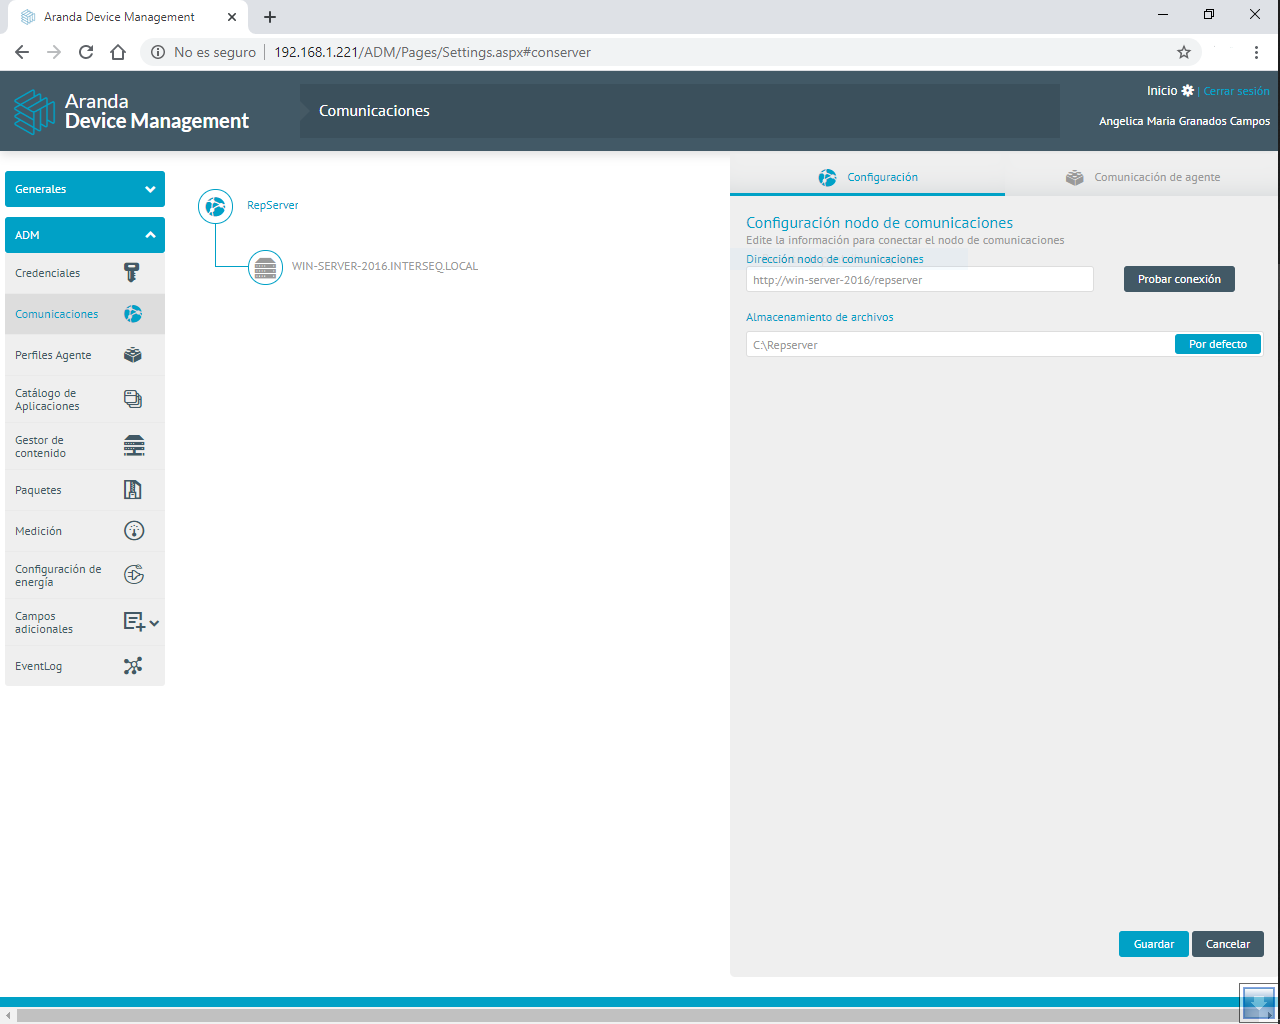 Aranda Device Management
No es seguro
192.168.1.221/ADM/Pages/Settings.aspx#conserver
Aranda
Device Management
Comunicaciones
Inicio | Cerrar sesión
Angelica Maria Granados Campos
Generales
ADM
Credenciales
Comunicaciones
Perfiles Agente
Catálogo de
Aplicaciones
Gestor de
contenido
Paquetes
Medición
Configuración de
energía
Campos
adicionales
EventLog
RepServer
WIN-SERVER-2016.INTERSEQ.LOCAL
Configuración
Comunicación de agente
Configuración nodo de comunicaciones
Edite la información para conectar el nodo de comunicaciones
Dirección nodo de comunicaciones
http://win-server-2016/repserver
Probar conexión
Almacenamiento de archivos
C:\Repserver
Por defecto
Guardar
Cancelar